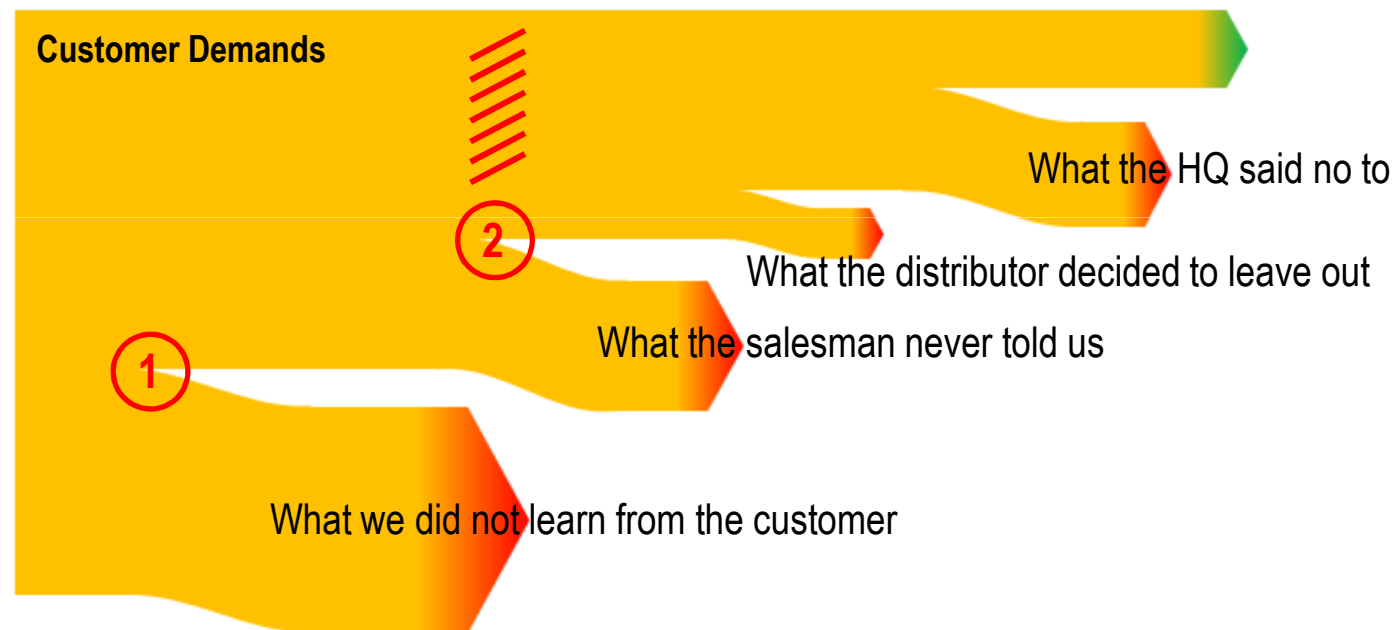 Customer Demands
What the HQ said no to
2
What the distributor decided to leave out
What the salesman never told us
1
What we did not learn from the customer